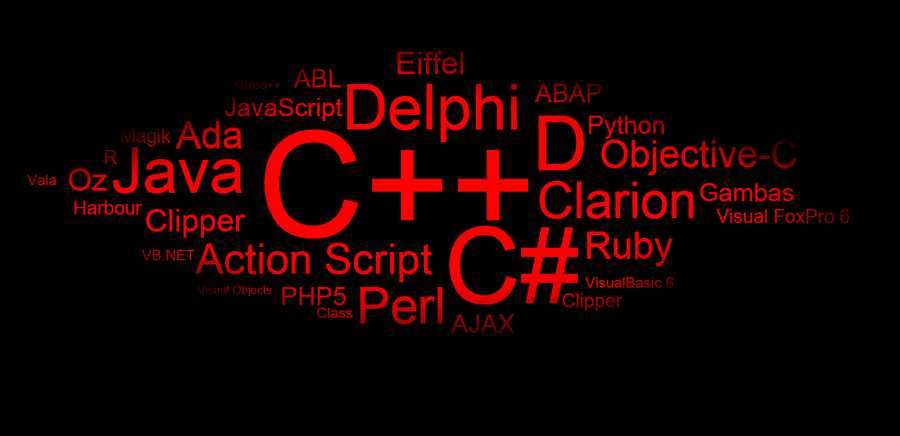 Eiffel
XBase++
ABL
ABAP
JavaScript
Delphi
Python
Magik
Ada
D
Objective-C
R
Java
C++
Vala
Oz
Clarion
Gambas
Harbour
Clipper
Visual FoxPro 6
VB.NET
Action Script
C#
Ruby
Visual Objects
PHP5
VisualBasic 6
Class
Perl
Clipper
AJAX